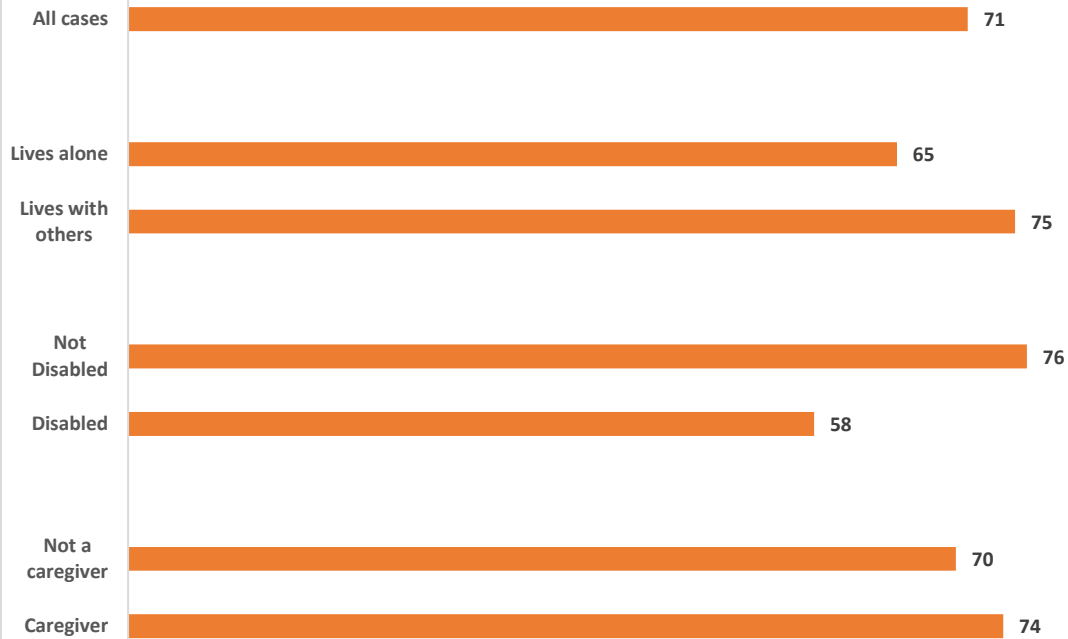 All cases
71
Lives alone
65
Lives with
others
75
Not
Disabled
76
Disabled
58
Not a
caregiver
70
Caregiver
74